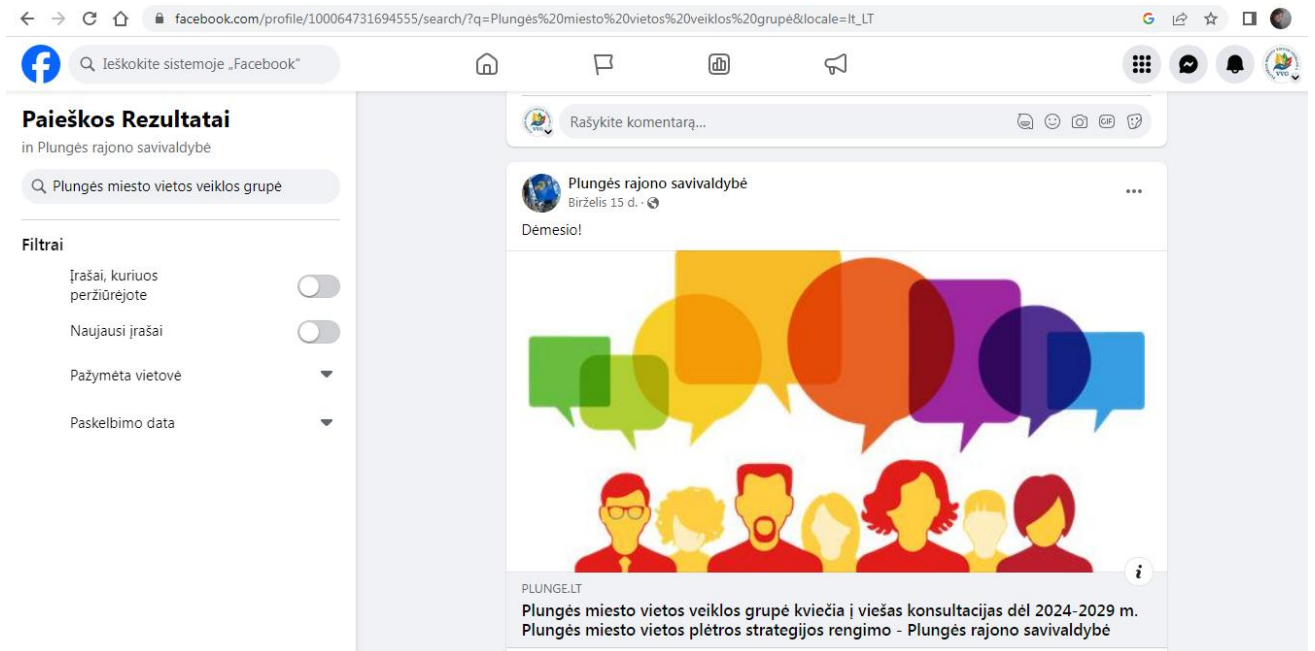 facebook.com/profile/100064731694555/search/?q=Plungės%20miesto%20vietos%20veiklos%20grupė&locale=lt_LT
Ieškokite sistemoje „Facebook“
VVG
Paieškos Rezultatai
in Plungės rajono savivaldybė
Plungės miesto vietos veiklos grupė
Filtrai
Įrašai, kuriuos
peržiūrėjote
Naujausi įrašai
Pažymėta vietovė
Paskelbimo data
VVG
Rašykite komentarą...
GIF
Plungės rajono savivaldybė
Birželis 15 d. ·
Dėmesio!
PLUNGE.LT
Plungės miesto vietos veiklos grupė kviečia į viešas konsultacijas dėl 2024-2029 m.
Plungės miesto vietos plėtros strategijos rengimo - Plungės rajono savivaldybė